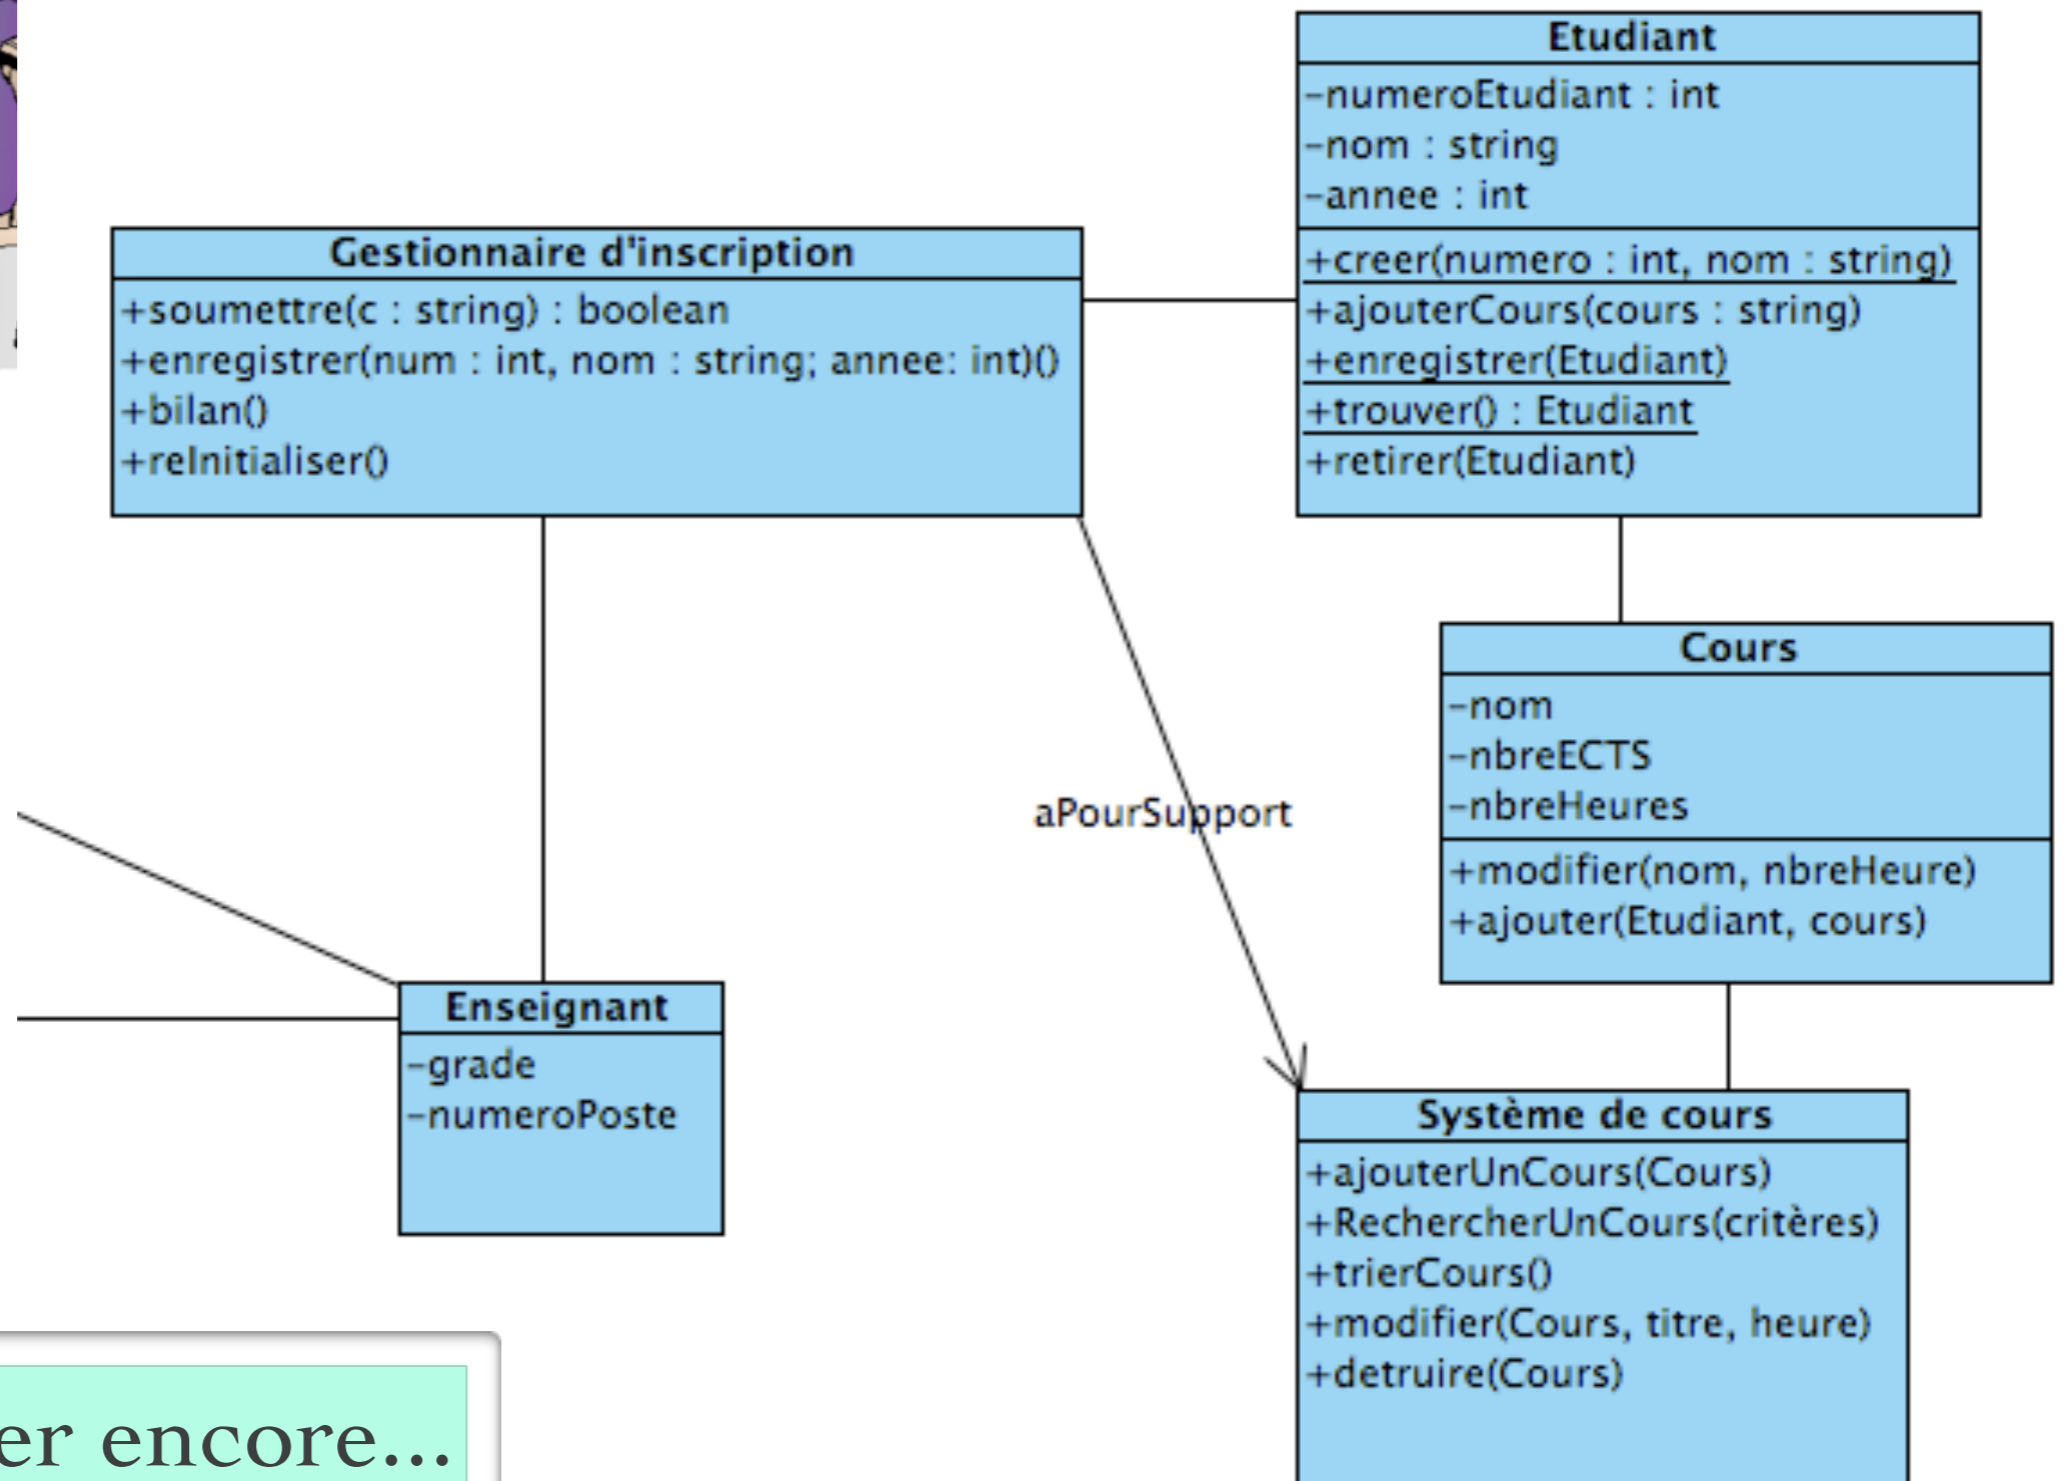 Etudiant
-numeroEtudiant : int
-nom : string
-annee : int
+creer(numero : int, nom : string)
+ajouterCours(cours : string)
+enregistrer(Etudiant)
+trouver() : Etudiant
+retirer(Etudiant)
Gestionnaire d'inscription
+soumettre(c : string) : boolean
+enregistrer(num : int, nom : string; annee: int)()
+bilan()
+reInitialiser()
Cours
-nom
-nbreECTS
-nbreHeures
+modifier(nom, nbreHeure)
+ajouter(Etudiant, cours)
aPourSupport
Enseignant
-grade
-numeroPoste
Système de cours
+ajouterUnCours(Cours)
+RechercherUnCours(critères)
+trierCours()
+modifier(Cours, titre, heure)
+detruire(Cours)
er encore...